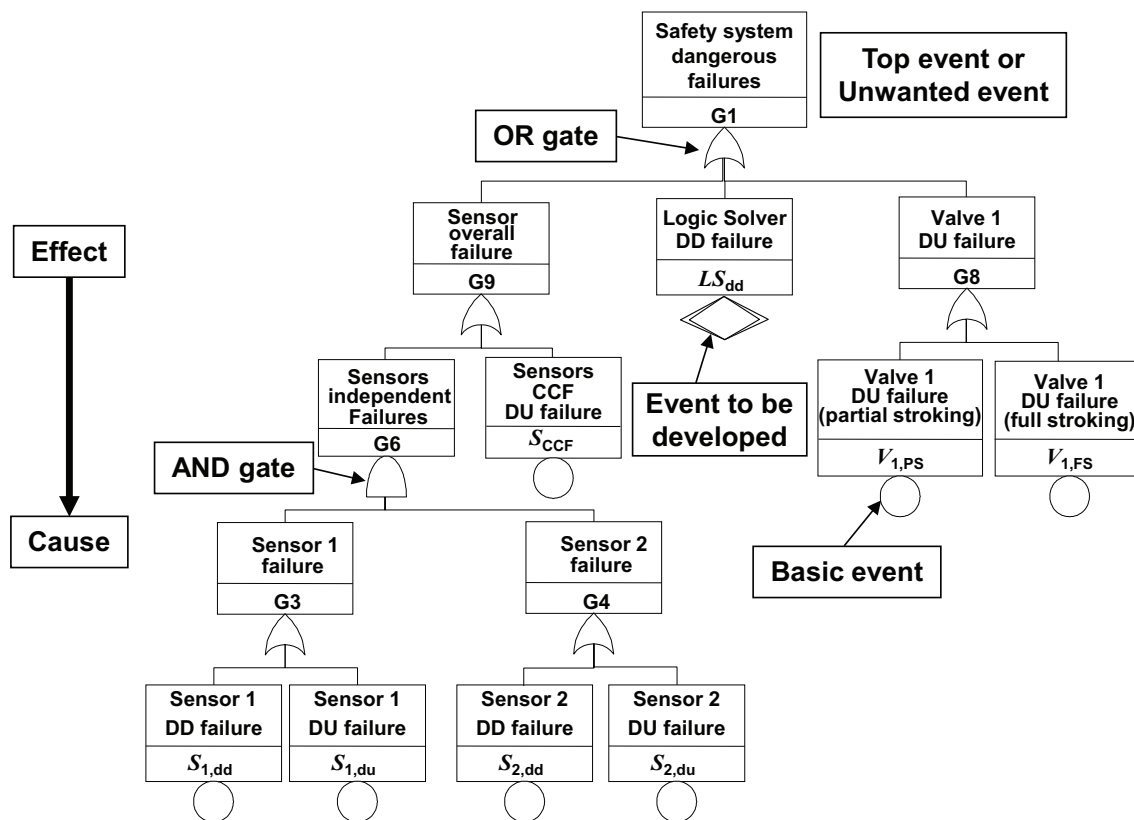 Safety system
dangerous
failures
G1
Top event or
Unwanted event
OR gate
Sensor
overall
failure
G9
Logic Solver
DD failure
LSdd
Valve 1
DU failure
G8
Effect
Cause
Sensors
independent
Failures
G6
Sensors
CCF
DU failure
SCCF
Event to be
developed
Valve 1
DU failure
(partial stroking)
V1,PS
Valve 1
DU failure
(full stroking)
V1,FS
AND gate
Basic event
Sensor 1
failure
G3
Sensor 2
failure
G4
Sensor 1
DD failure
S1,dd
Sensor 1
DU failure
S1,du
Sensor 2
DD failure
S2,dd
Sensor 2
DU failure
S2,du